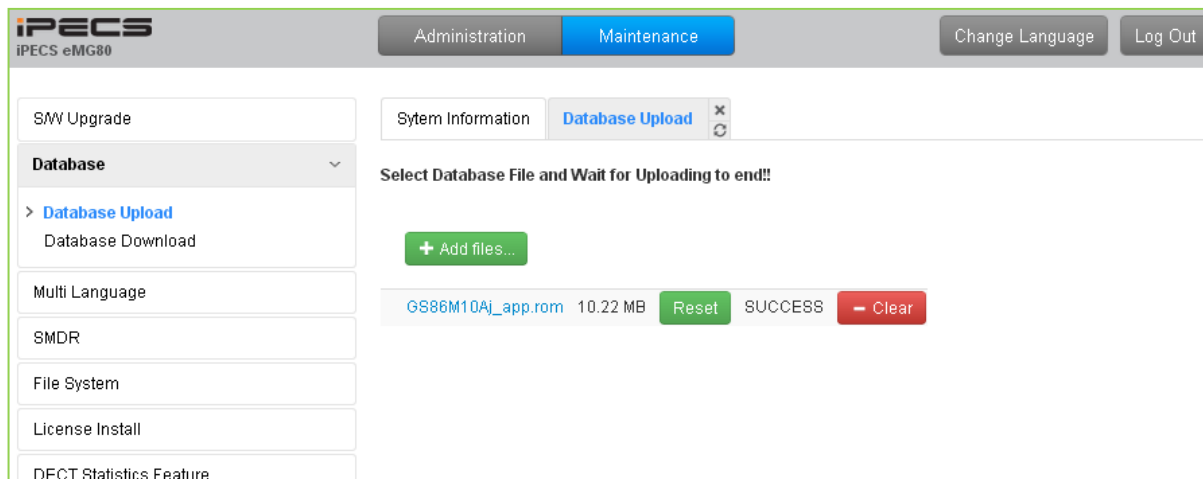 iPECS
iPECS eMG80
Administration
Maintenance
Change Language
Log Out
S/W Upgrade
Database
Database Upload
Database Download
Multi Language
SMDR
File System
License Install
DECT Statistics Feature
Sytem Information
Database Upload
Select Database File and Wait for Uploading to end!!
+ Add files...
GS86M10Aj_app.rom 10.22 MB Reset SUCCESS − Clear